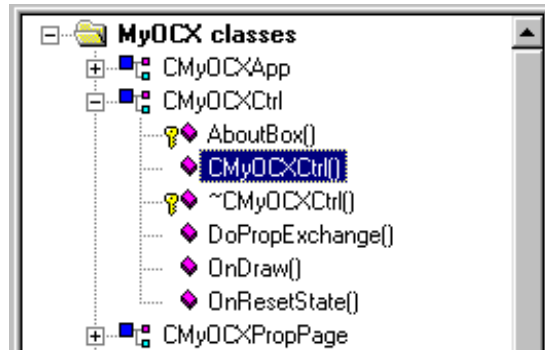 MyOCX classes
CMyOCXApp
CMyOCXCtrl
AboutBox()
CMyOCXCtrl()
~CMyOCXCtrl()
DoPropExchange()
OnDraw()
OnResetState()
CMyOCXPropPage